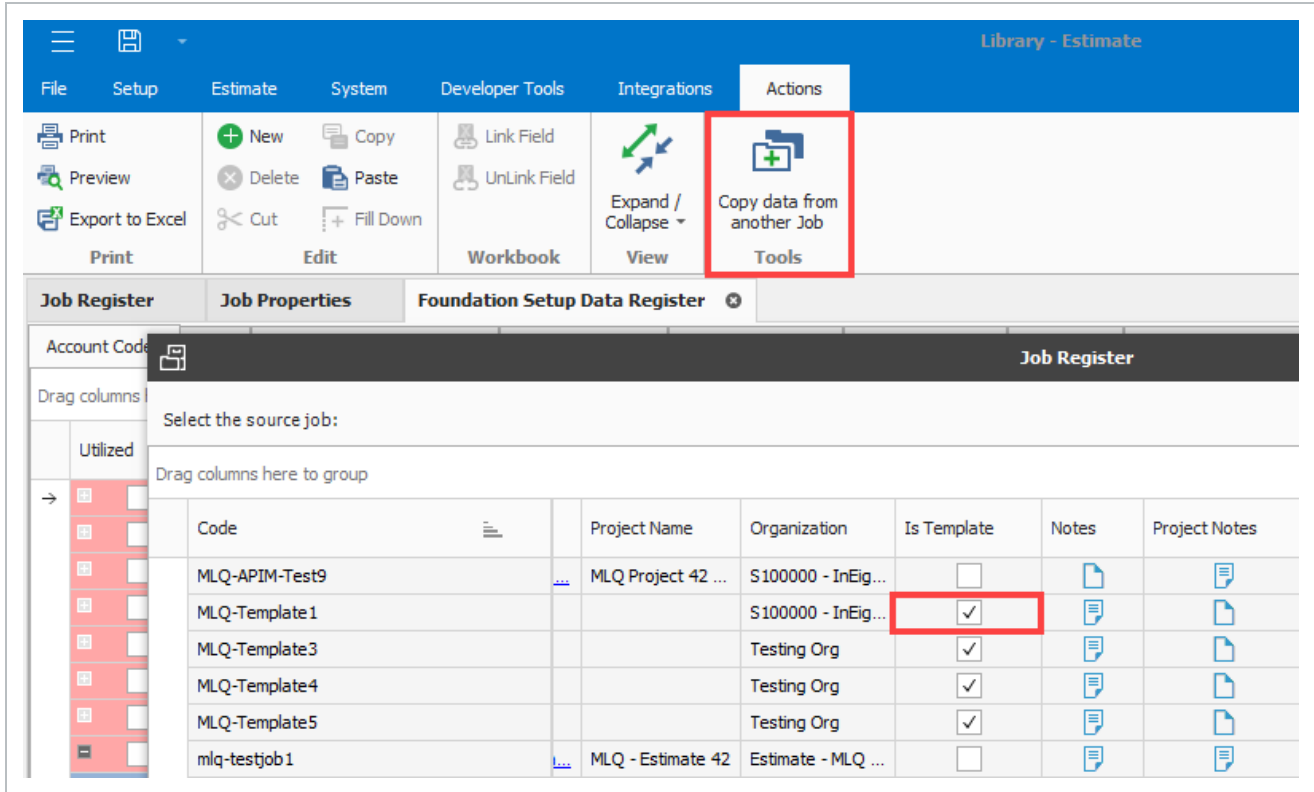 Library - Estimate
File Setup Estimate System Developer Tools Integrations Actions
Print New Copy Link Field
Preview Delete Paste UnLink Field
Expand / Copy data from
Export to Excel Cut Fill Down Collapse another Job
Print Edit Workbook View Tools
Job Register Job Properties Foundation Setup Data Register
Account Code Job Register
Drag columns
Select the source job:
Utilized
Drag columns here to group
Code Project Name Organization Is Template Notes Project Notes
MLQ-APIM-Test9 ... MLQ Project 42 ... S100000 - InEig...
MLQ-Template1 S100000 - InEig...
MLQ-Template3 Testing Org
MLQ-Template4 Testing Org
MLQ-Template5 Testing Org
mlq-testjob1 ... MLQ - Estimate 42 Estimate - MLQ ...